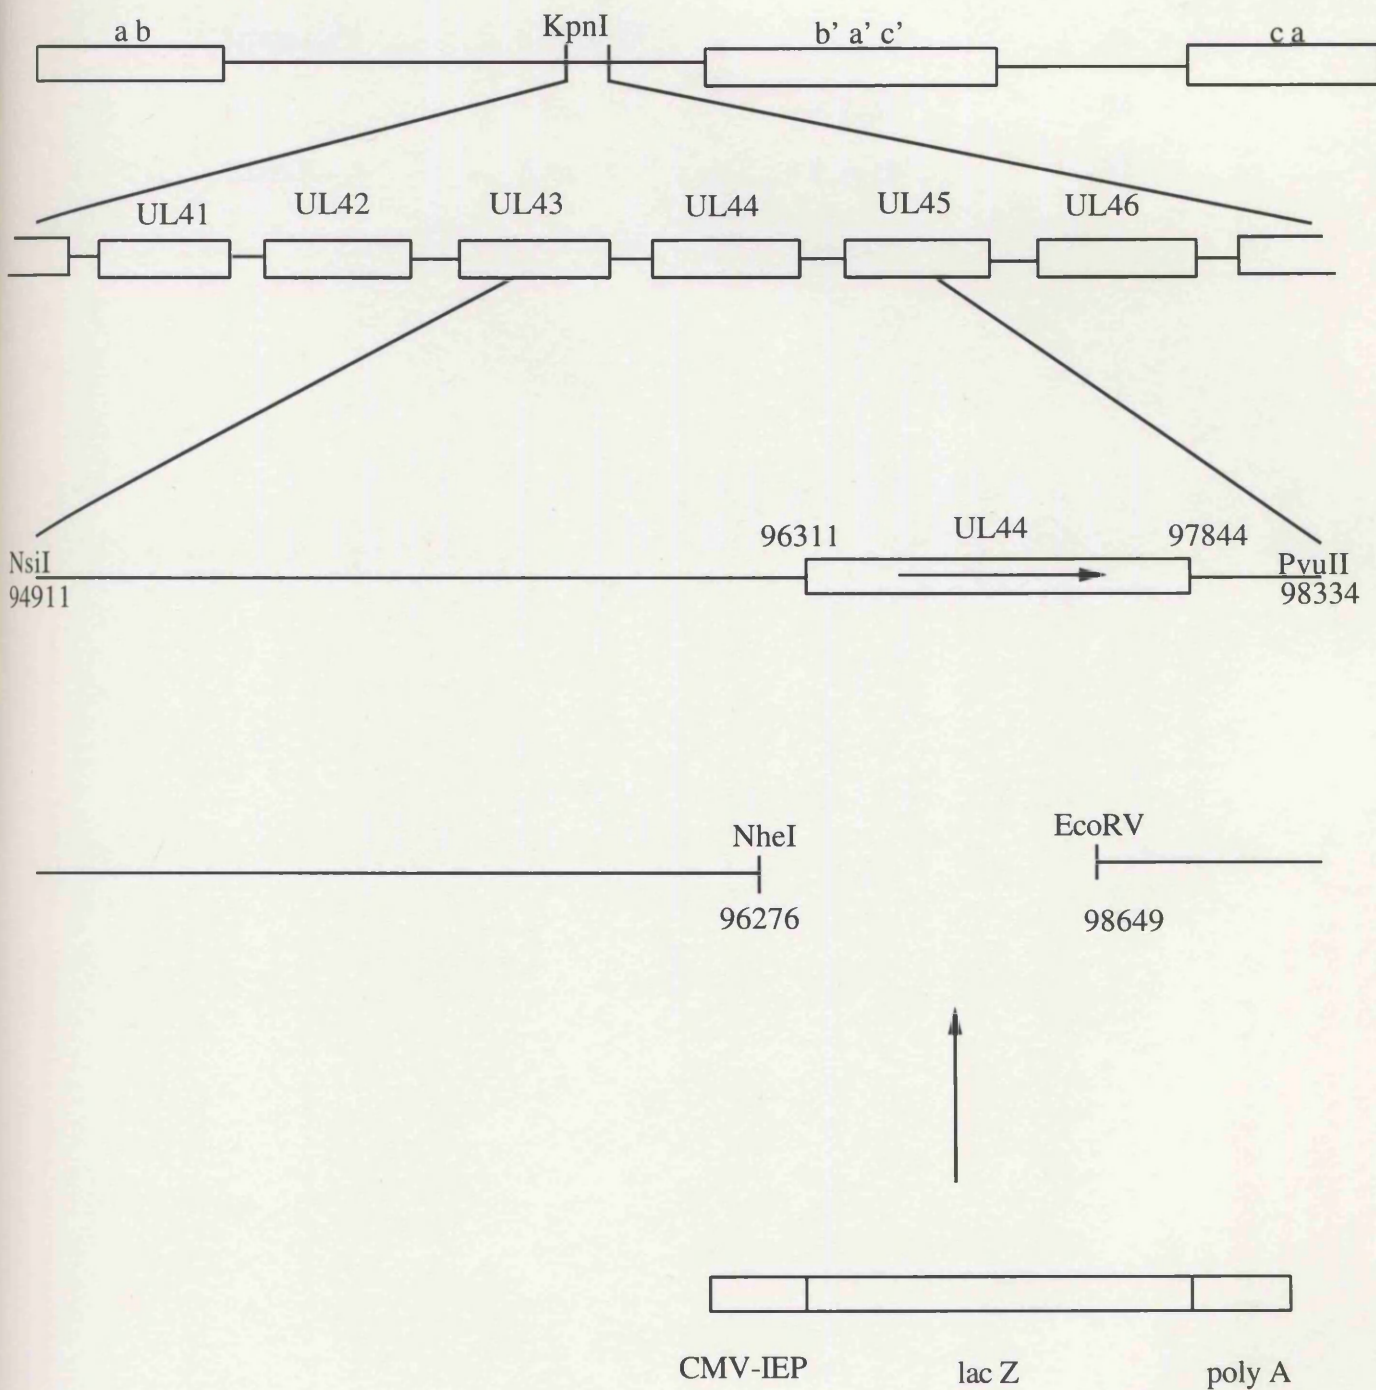 a b KpnI b’ a’ c’ c a
UL41 UL42 UL43 UL44 UL45 UL46
96311 UL44 97844
NsiI PvuII
94911 98334
NheI EcoRV
96276 98649
CMV-IEP lac Z poly A